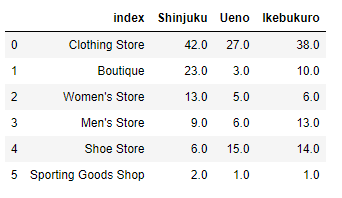 index Shinjuku Ueno Ikebukuro
0 Clothing Store 42.0 27.0 38.0
1 Boutique 23.0 3.0 10.0
2 Women's Store 13.0 5.0 6.0
3 Men's Store 9.0 6.0 13.0
4 Shoe Store 6.0 15.0 14.0
5 Sporting Goods Shop 2.0 1.0 1.0